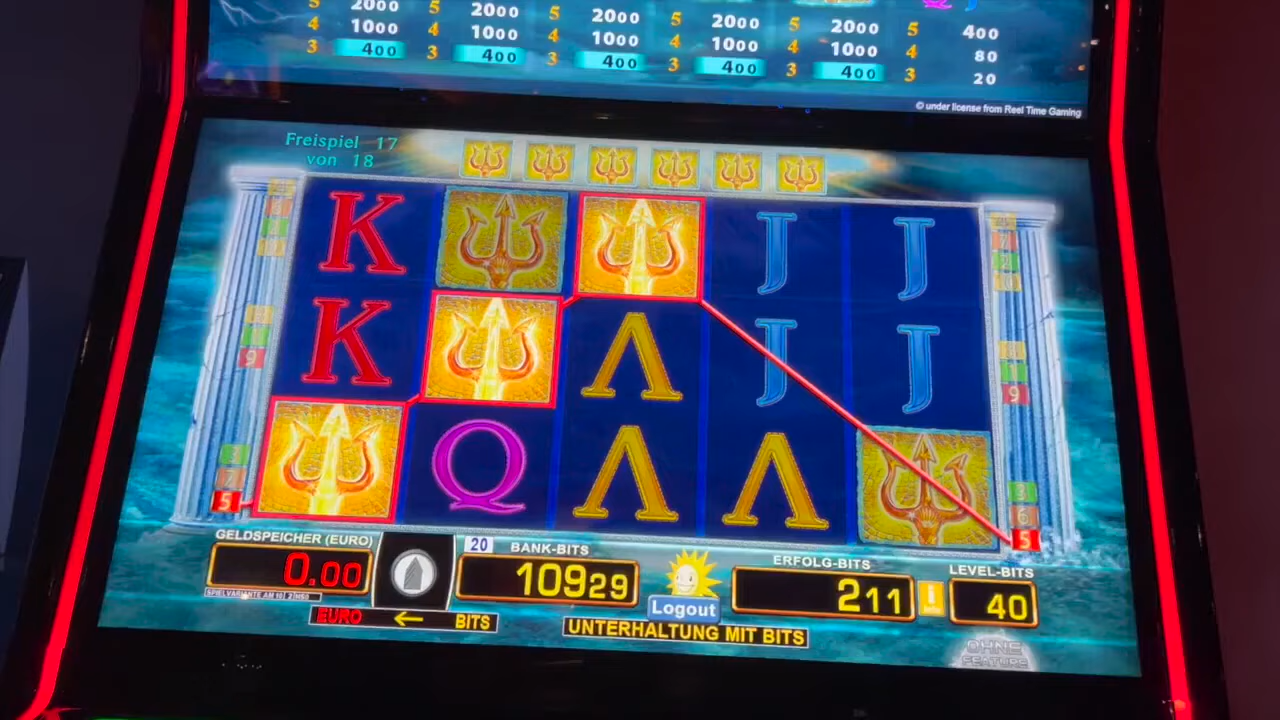 5 2000 5 2000 5 2000 5 2000 5 2000 5 400
4 1000 4 1000 4 1000 4 1000 4 1000 4 80
3 400 3 400 3 400 3 400 3 400 3 20
© under license from Reel Time Gaming
Freispiel 17
von 18
K J J
K Λ J J
Q Λ Λ
9 9
5 5
GELDSPEICHER (EURO) 20 BANK-BITS ERFOLG-BITS LEVEL-BITS
0.00 10929 211 40
Logout
EURO ← BITS UNTERHALTUNG MIT BITS
OHNE
FEATURE